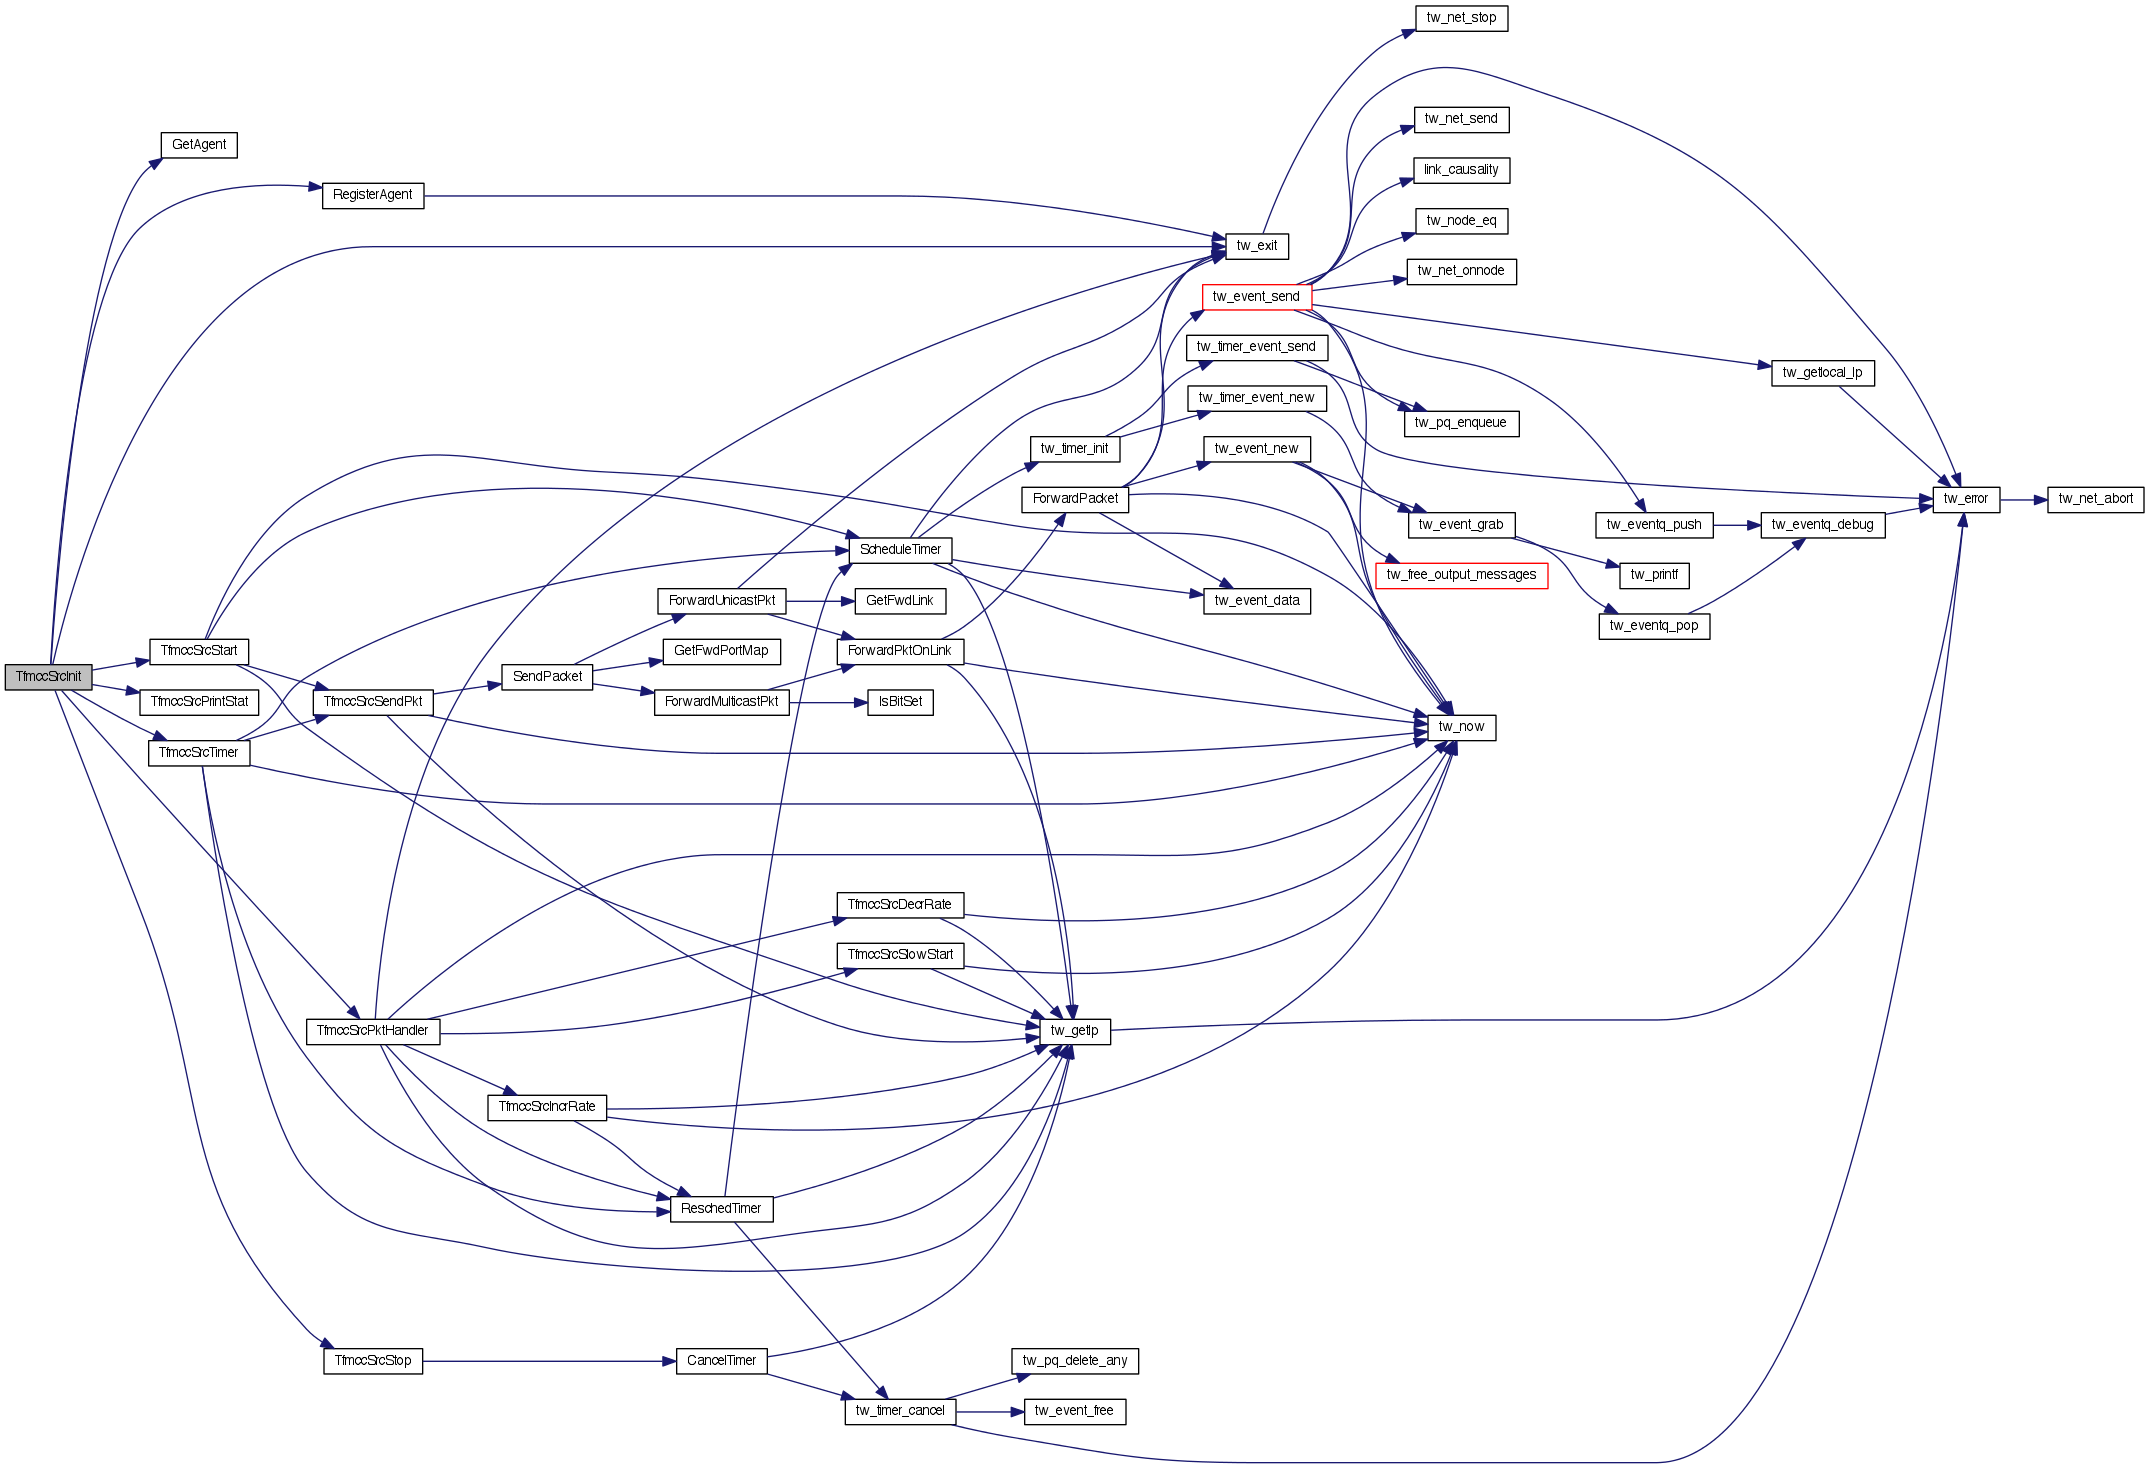 tw_net_stop
tw_net_send
GetAgent
link_causality
RegisterAgent
tw_node_eq
tw_exit
tw_net_onnode
tw_event_send
tw_timer_event_send
tw_getlocal_lp
tw_timer_event_new
tw_pq_enqueue
tw_timer_init
tw_event_new
ForwardPacket
tw_error
tw_net_abort
tw_event_grab
tw_eventq_push
tw_eventq_debug
ScheduleTimer
tw_free_output_messages
tw_printf
ForwardUnicastPkt
GetFwdLink
tw_event_data
tw_eventq_pop
TfmccSrcStart
GetFwdPortMap
ForwardPktOnLink
TfmccSrcInit
SendPacket
TfmccSrcPrintStat
TfmccSrcSendPkt
ForwardMulticastPkt
IsBitSet
tw_now
TfmccSrcTimer
TfmccSrcDecrRate
TfmccSrcSlowStart
TfmccSrcPktHandler
tw_getlp
TfmccSrcIncrRate
ReschedTimer
TfmccSrcStop
CancelTimer
tw_pq_delete_any
tw_timer_cancel
tw_event_free